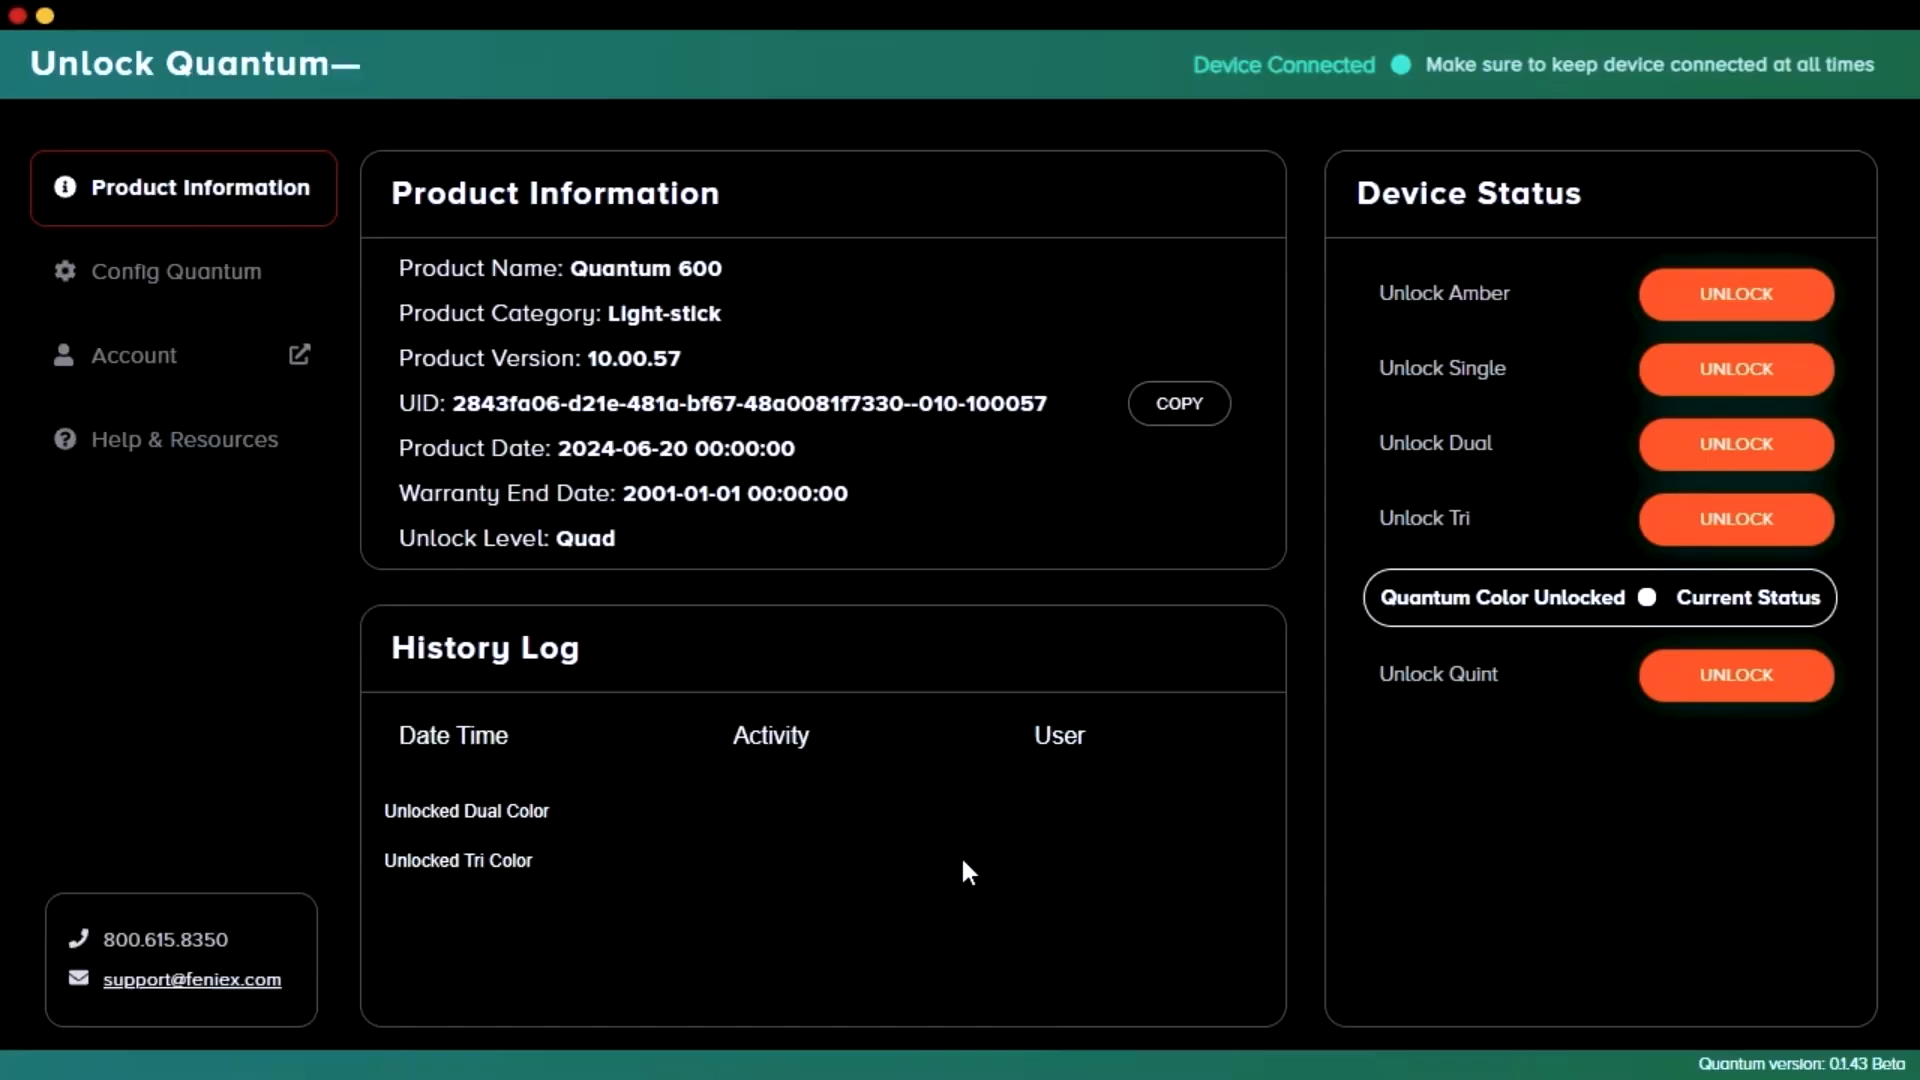 Unlock Quantum—
Device Connected Make sure to keep device connected at all times
Product Information
Config Quantum
Account
Help & Resources
800.615.8350
support@feniex.com
Product Information
Product Name: Quantum 600
Product Category: Light-stick
Product Version: 10.00.57
UID: 2843fa06-d21e-481a-bf67-48a0081f7330--010-100057
COPY
Product Date: 2024-06-20 00:00:00
Warranty End Date: 2001-01-01 00:00:00
Unlock Level: Quad
History Log
Date Time Activity User
Unlocked Dual Color
Unlocked Tri Color
Device Status
Unlock Amber UNLOCK
Unlock Single UNLOCK
Unlock Dual UNLOCK
Unlock Tri UNLOCK
Quantum Color Unlocked Current Status
Unlock Quint UNLOCK
Quantum version: 0.1.43 Beta